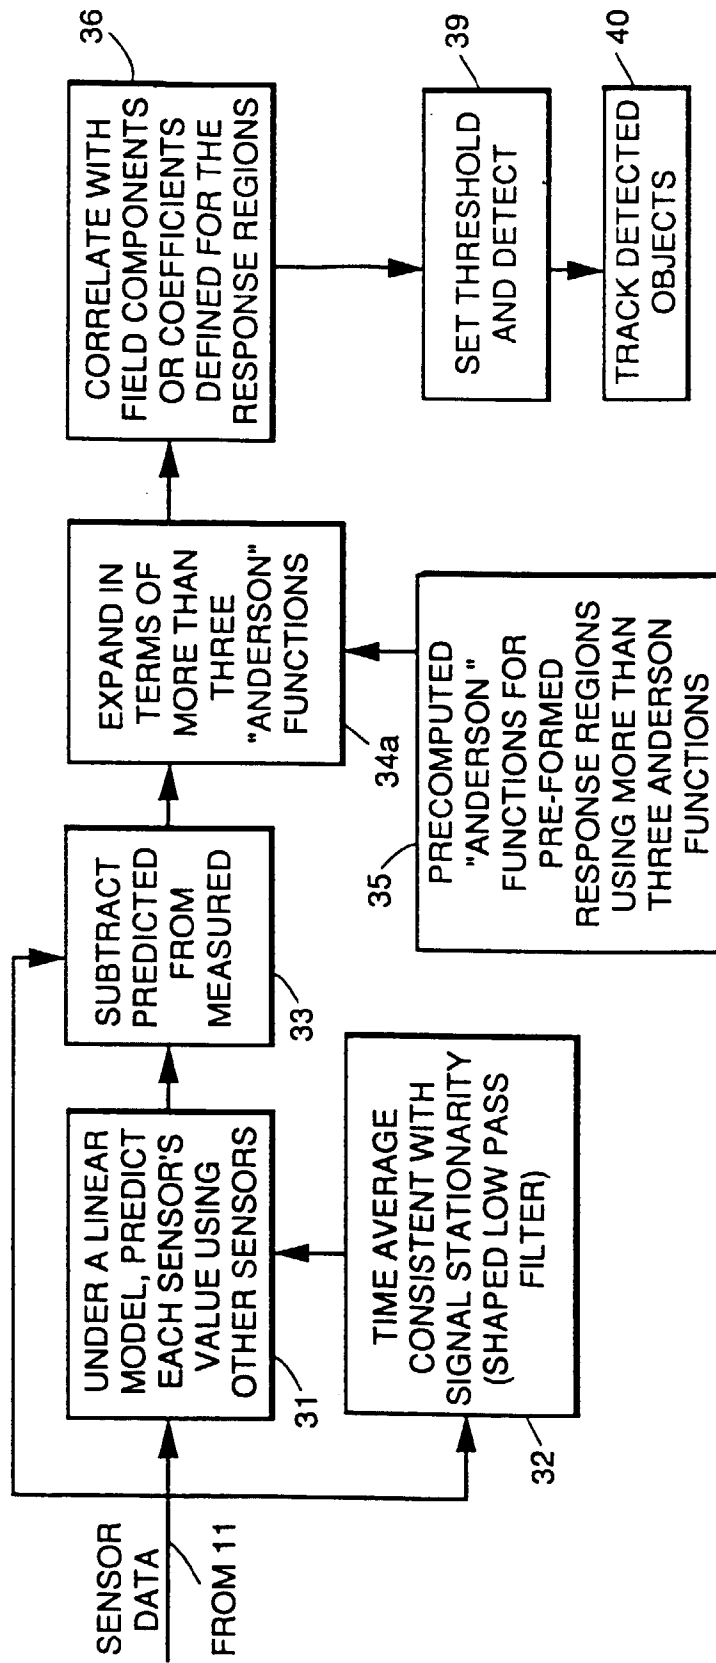 SENSOR
DATA
FROM 11
UNDER A LINEAR
MODEL, PREDICT
EACH SENSOR'S
VALUE USING
OTHER SENSORS
31
TIME AVERAGE
CONSISTENT WITH
SIGNAL STATIONARITY
(SHAPED LOW PASS
FILTER)
32
SUBTRACT
PREDICTED
FROM
MEASURED
33
EXPAND IN
TERMS OF
MORE THAN
THREE
"ANDERSON"
FUNCTIONS
34a
35
PRECOMPUTED
"ANDERSON"
FUNCTIONS FOR
PRE-FORMED
RESPONSE REGIONS
USING MORE THAN
THREE ANDERSON
FUNCTIONS
36
CORRELATE WITH
FIELD COMPONENTS
OR COEFFICIENTS
DEFINED FOR THE
RESPONSE REGIONS
39
SET THRESHOLD
AND DETECT
40
TRACK DETECTED
OBJECTS